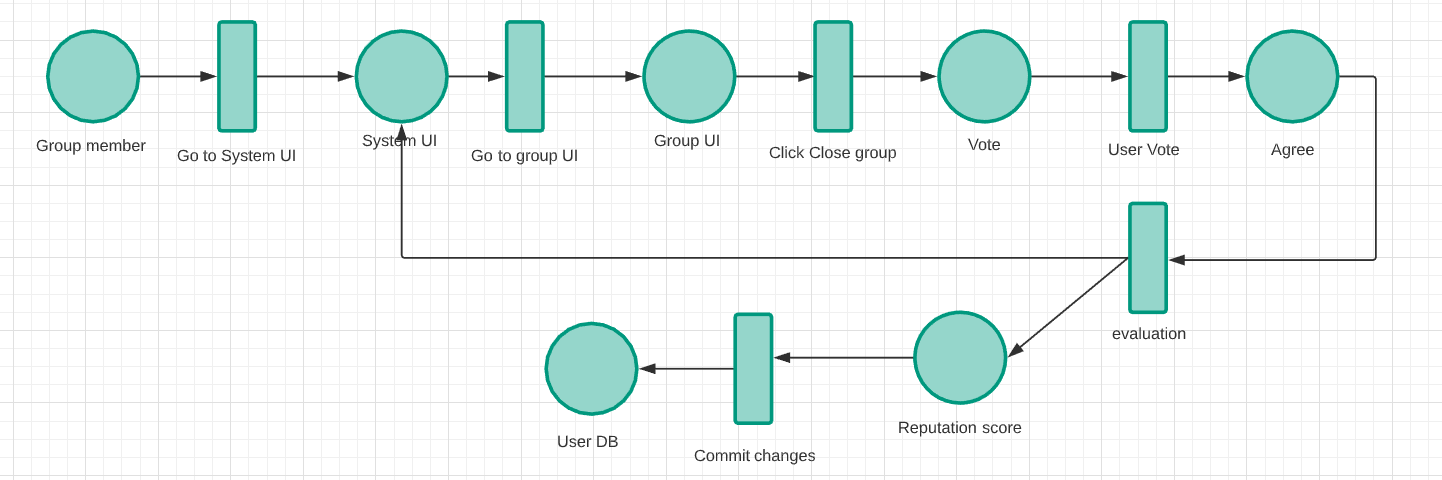 Group member
Go to System UI
System UI
Go to group UI
Group UI
Click Close group
Vote
User Vote
Agree
evaluation
Reputation score
Commit changes
User DB